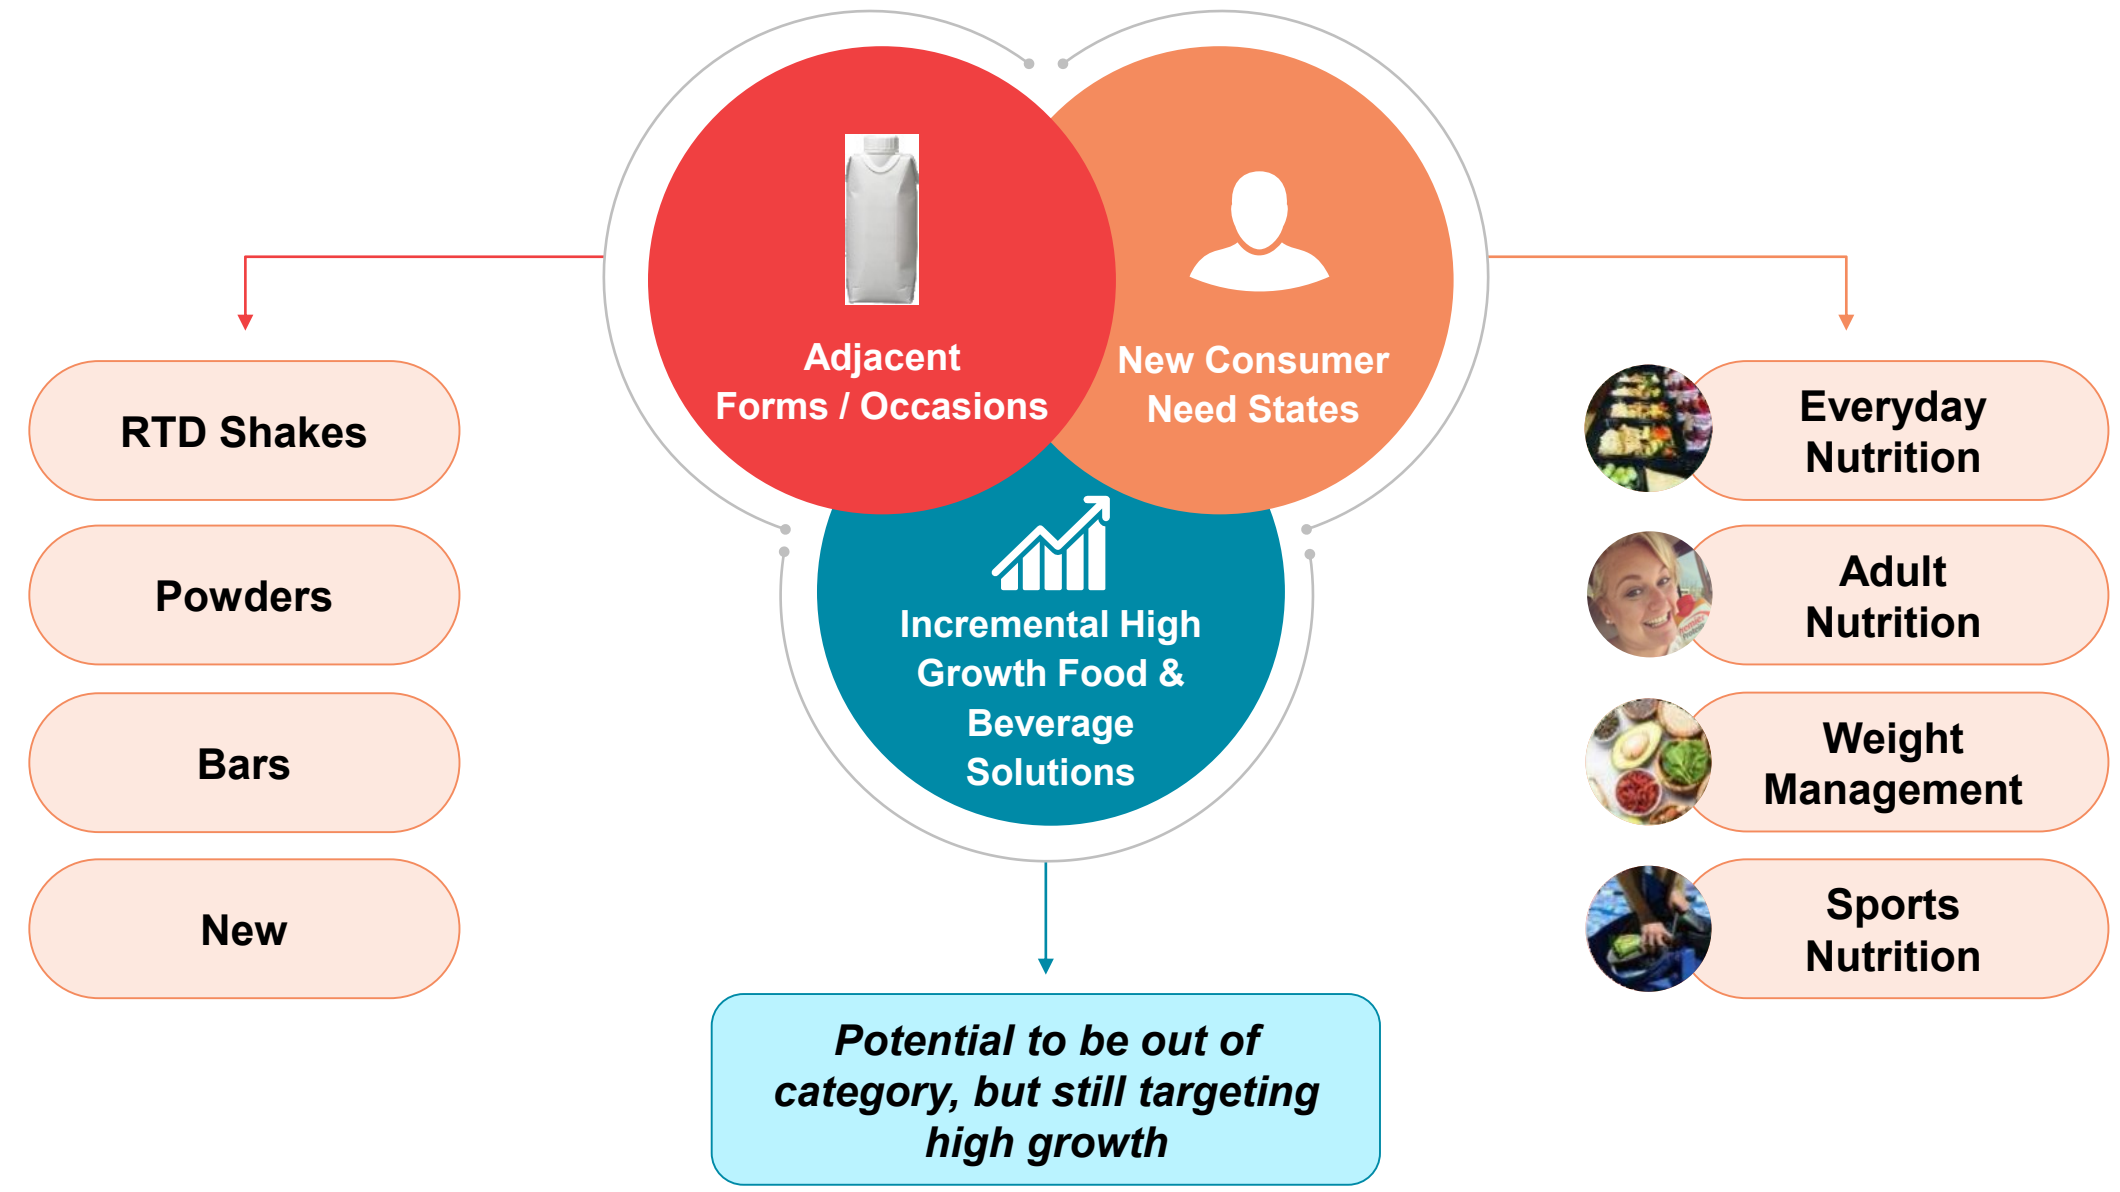 Adjacent
Forms / Occasions
New Consumer
Need States
Incremental High
Growth Food &
Beverage
Solutions
RTD Shakes
Powders
Bars
New
Everyday
Nutrition
Adult
Nutrition
Weight
Management
Sports
Nutrition
Potential to be out of
category, but still targeting
high growth